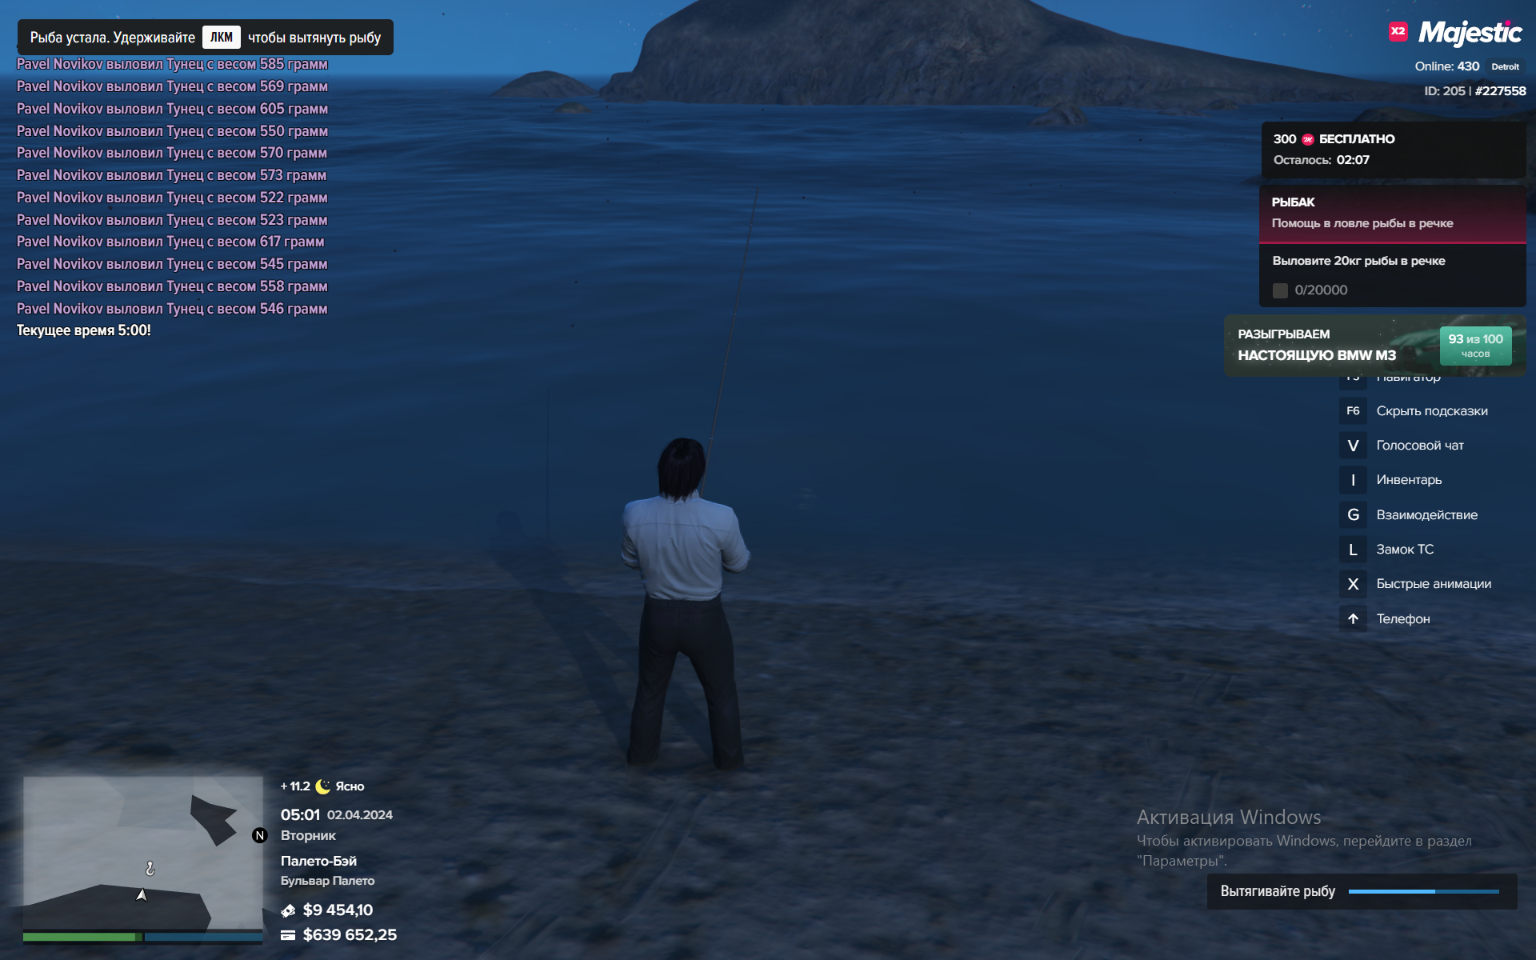 Рыба устала. Удерживайте ЛКМ чтобы вытянуть рыбу
Pavel Novikov выловил Тунец с весом 585 грамм
Pavel Novikov выловил Тунец с весом 569 грамм
Pavel Novikov выловил Тунец с весом 605 грамм
Pavel Novikov выловил Тунец с весом 550 грамм
Pavel Novikov выловил Тунец с весом 570 грамм
Pavel Novikov выловил Тунец с весом 573 грамм
Pavel Novikov выловил Тунец с весом 522 грамм
Pavel Novikov выловил Тунец с весом 523 грамм
Pavel Novikov выловил Тунец с весом 617 грамм
Pavel Novikov выловил Тунец с весом 545 грамм
Pavel Novikov выловил Тунец с весом 558 грамм
Pavel Novikov выловил Тунец с весом 546 грамм
Текущее время 5:00!
X2 Majestic
Online: 430 Detroit
ID: 205 | #227558
300 БЕСПЛАТНО
Осталось: 02:07
РЫБАК
Помощь в ловле рыбы в речке
Выловите 20кг рыбы в речке
0/20000
РАЗЫГРЫВАЕМ
НАСТОЯЩУЮ BMW M3
93 из 100
часов
Навигатор
F6 Скрыть подсказки
V Голосовой чат
I Инвентарь
G Взаимодействие
L Замок ТС
X Быстрые анимации
Телефон
+11.2 Ясно
05:01 02.04.2024
Вторник
N
Палето-Бэй
Бульвар Палето
$9 454,10
$639 652,25
Активация Windows
Чтобы активировать Windows, перейдите в раздел
"Параметры".
Вытягивайте рыбу